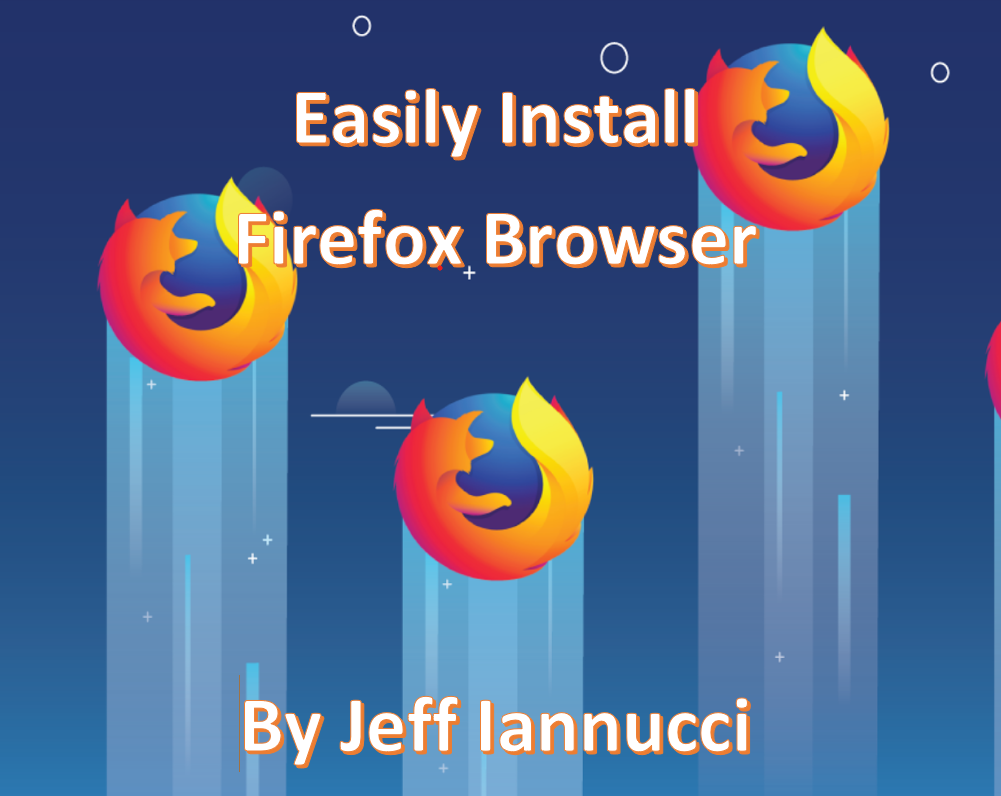 Easily Install
Firefox Browser
By Jeff Iannucci